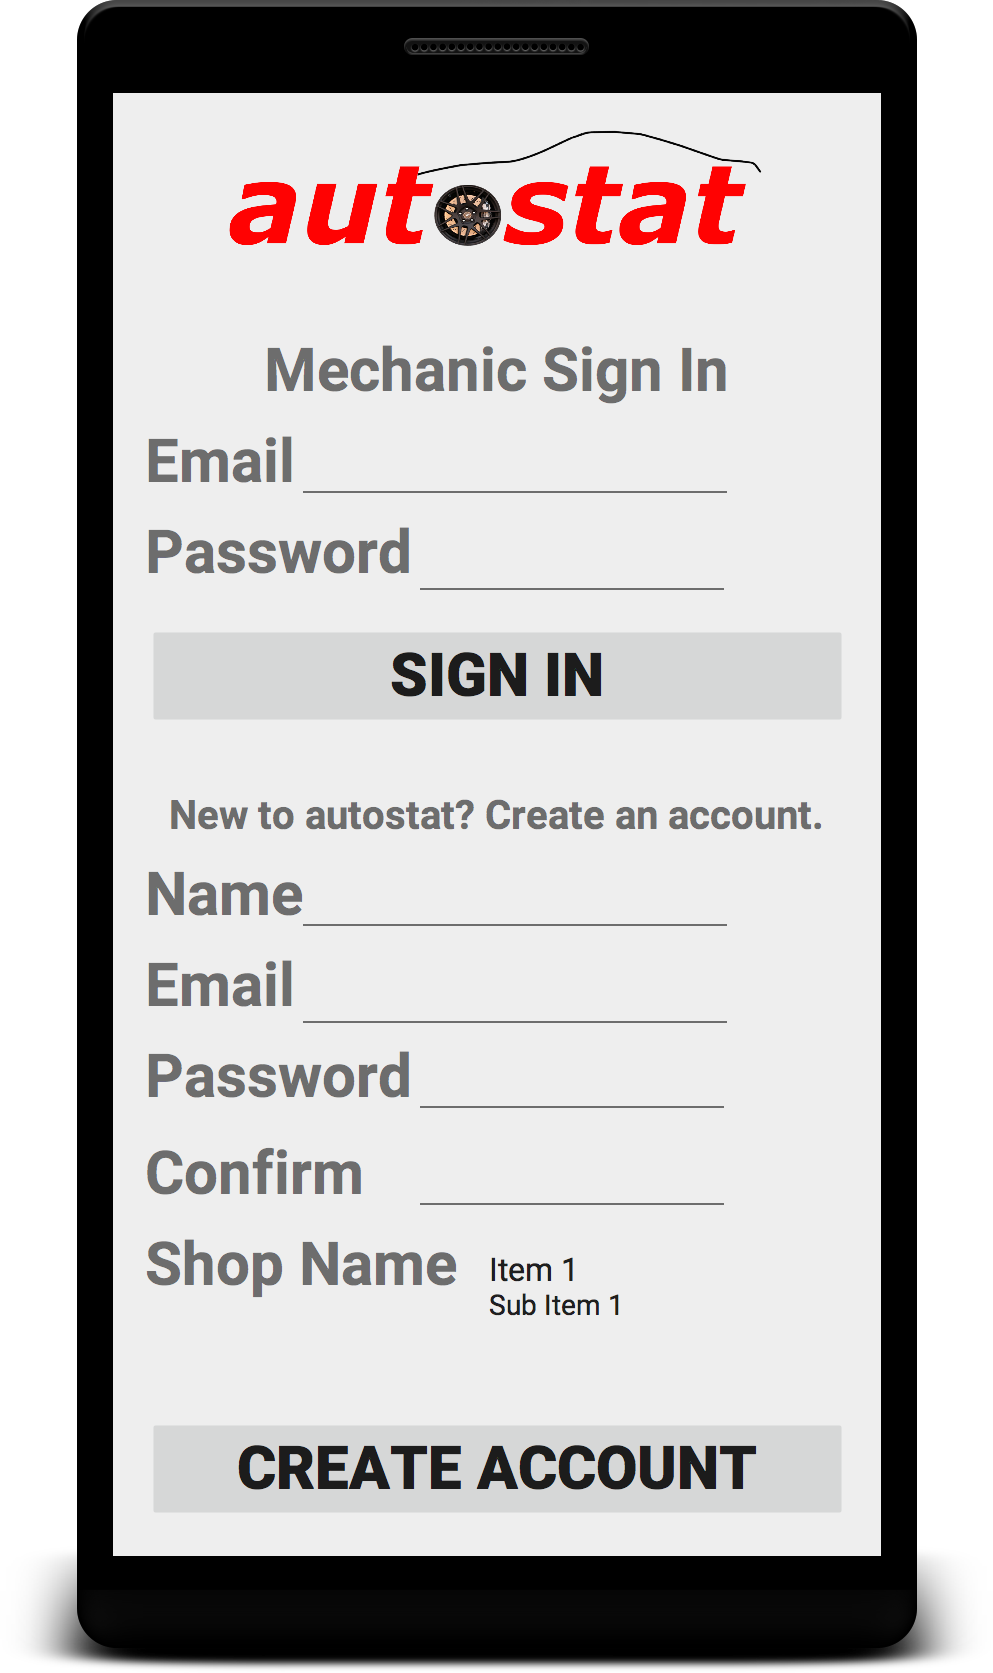 autostat
Mechanic Sign In
Email
Password
SIGN IN
New to autostat? Create an account.
Name
Email
Password
Confirm
Shop Name
Item 1
Sub Item 1
CREATE ACCOUNT